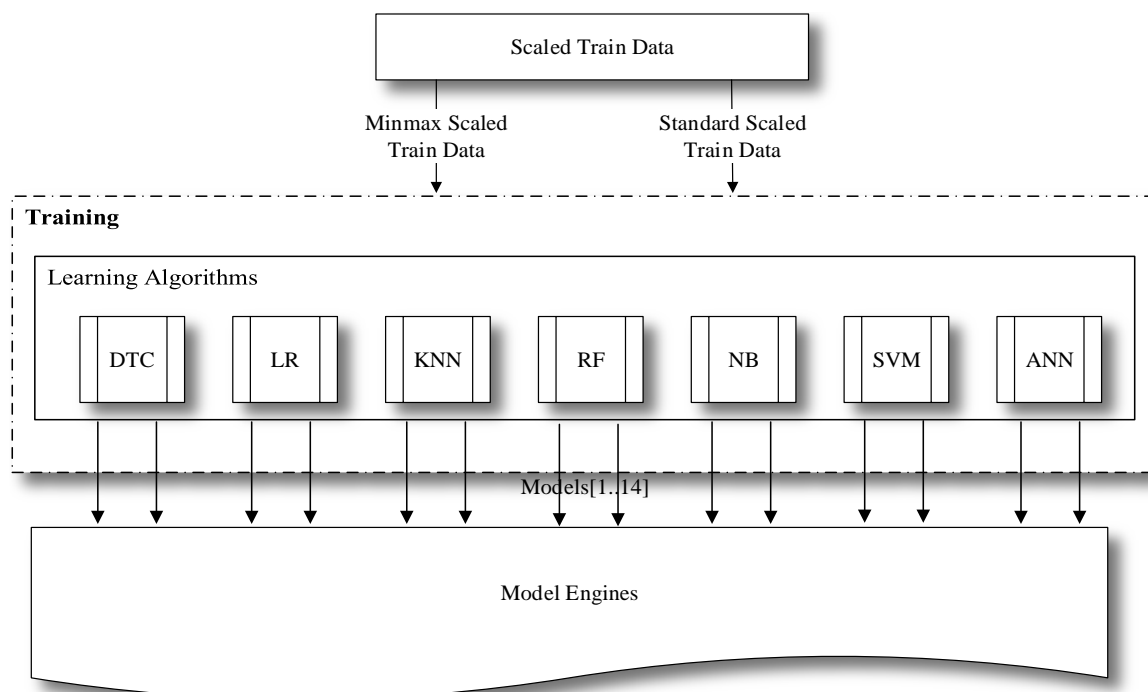 Scaled Train Data
Minmax Scaled
Train Data
Standard Scaled
Train Data
Training
Learning Algorithms
DTC
LR
KNN
RF
NB
SVM
ANN
Models[1..14]
Model Engines